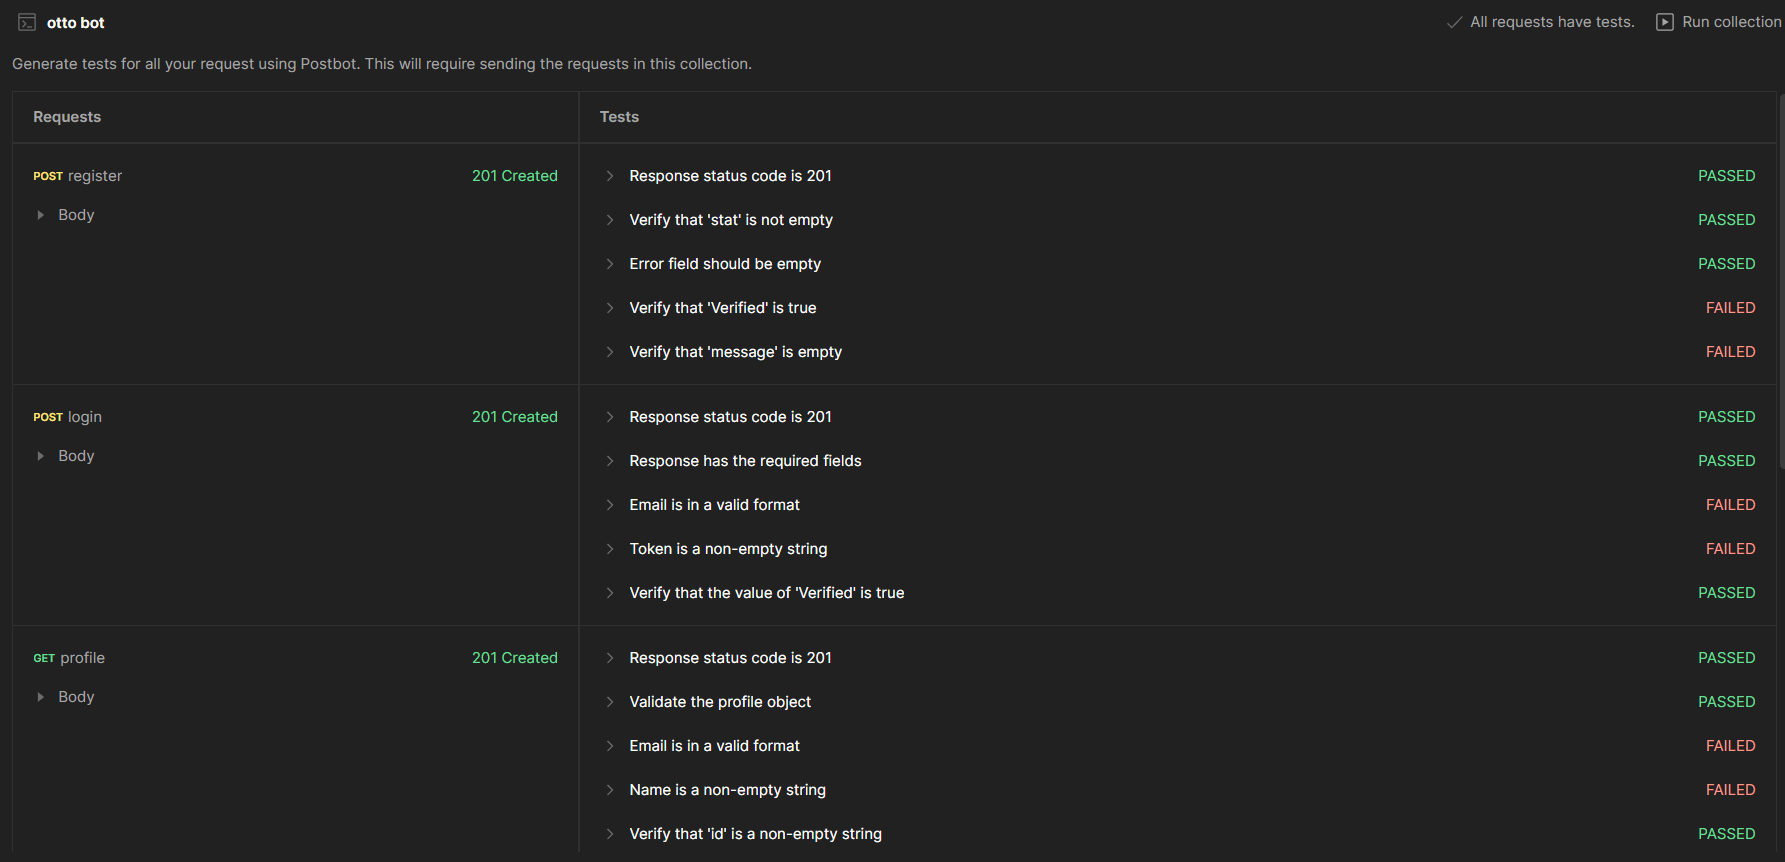 otto bot
All requests have tests. Run collection
Generate tests for all your request using Postbot. This will require sending the requests in this collection.
Requests Tests
POST register 201 Created Response status code is 201 PASSED
Body Verify that 'stat' is not empty PASSED
Error field should be empty PASSED
Verify that 'Verified' is true FAILED
Verify that 'message' is empty FAILED
POST login 201 Created Response status code is 201 PASSED
Body Response has the required fields PASSED
Email is in a valid format FAILED
Token is a non-empty string FAILED
Verify that the value of 'Verified' is true PASSED
GET profile 201 Created Response status code is 201 PASSED
Body Validate the profile object PASSED
Email is in a valid format FAILED
Name is a non-empty string FAILED
Verify that 'id' is a non-empty string PASSED